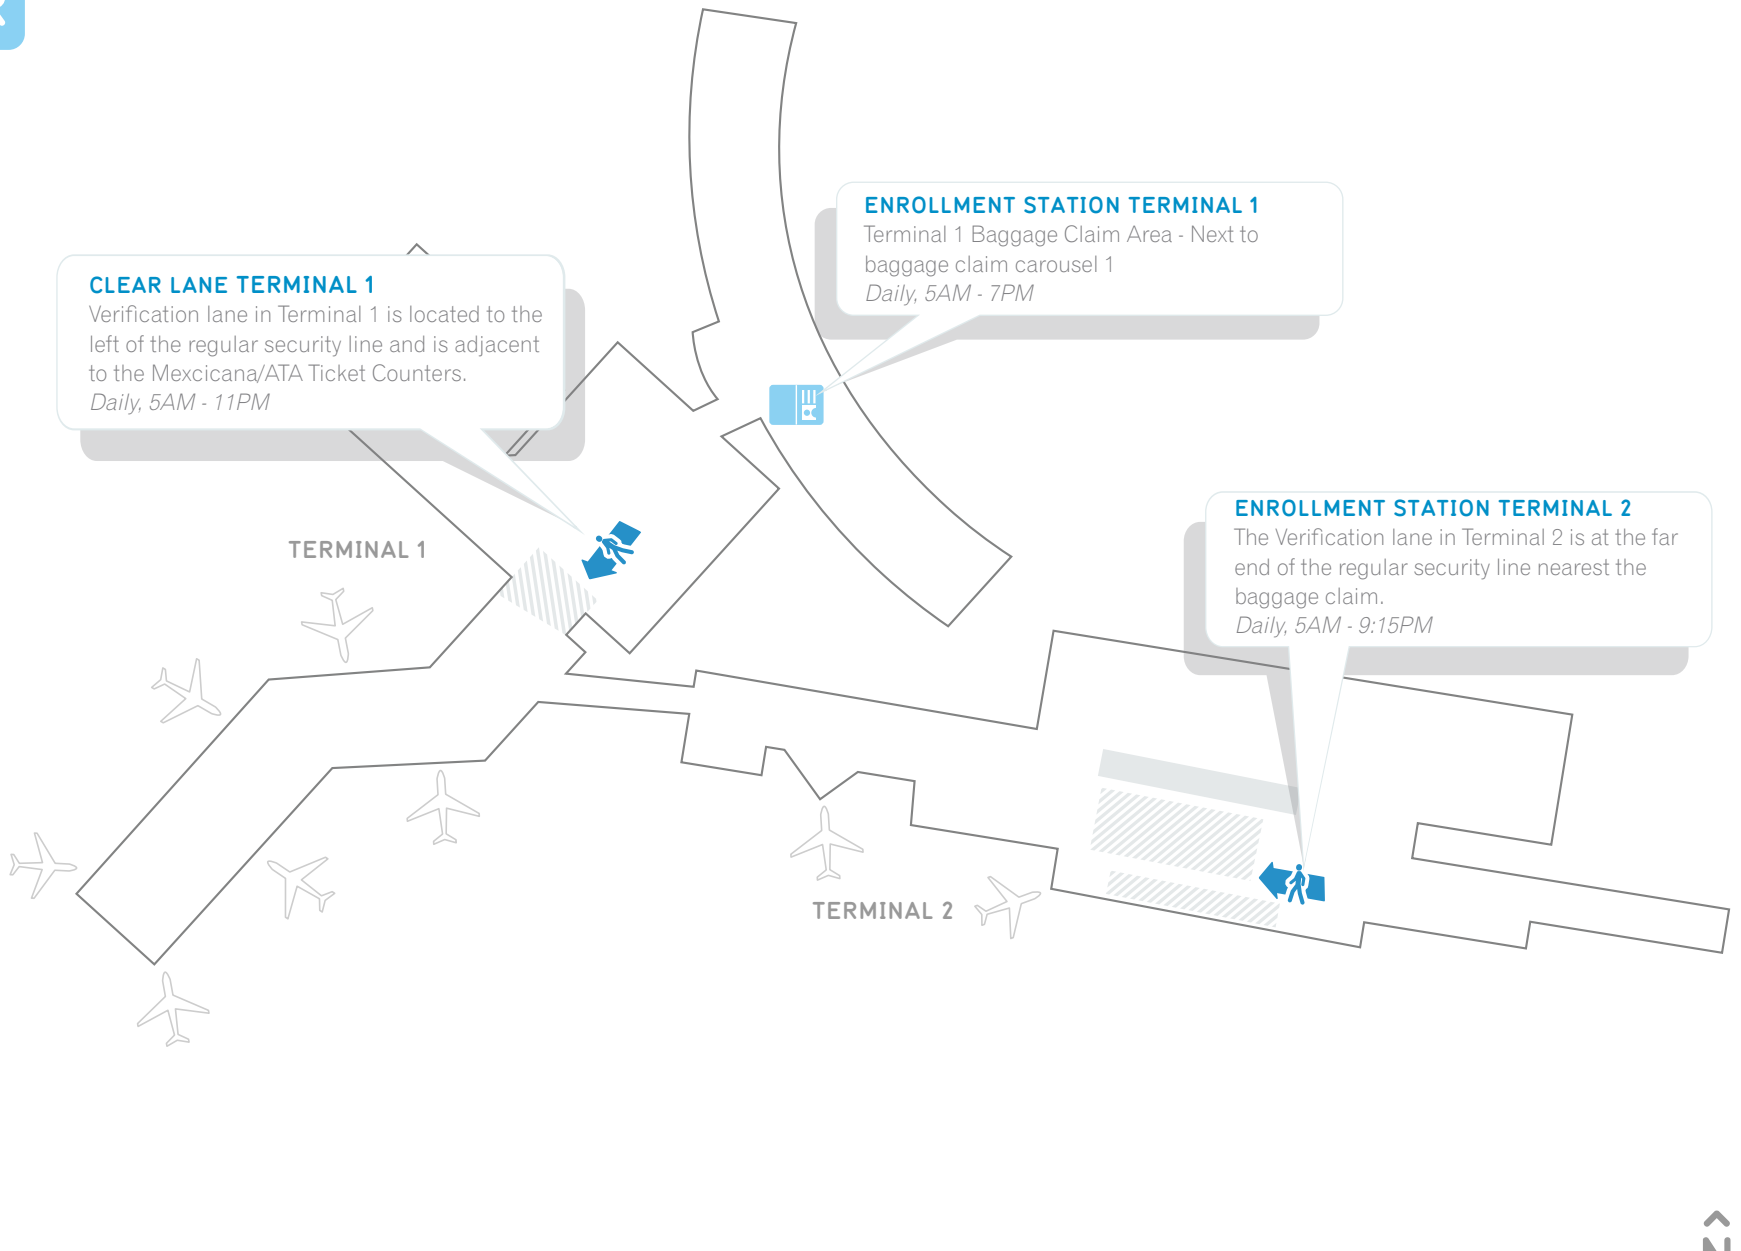 CLEAR LANE TERMINAL 1
Verification lane in Terminal 1 is located to the
left of the regular security line and is adjacent
to the Mexcicana/ATA Ticket Counters.
Daily, 5AM - 11PM
ENROLLMENT STATION TERMINAL 1
Terminal 1 Baggage Claim Area - Next to
baggage claim carousel 1
Daily, 5AM - 7PM
ENROLLMENT STATION TERMINAL 2
The Verification lane in Terminal 2 is at the far
end of the regular security line nearest the
baggage claim.
Daily, 5AM - 9:15PM
TERMINAL 1
TERMINAL 2
N